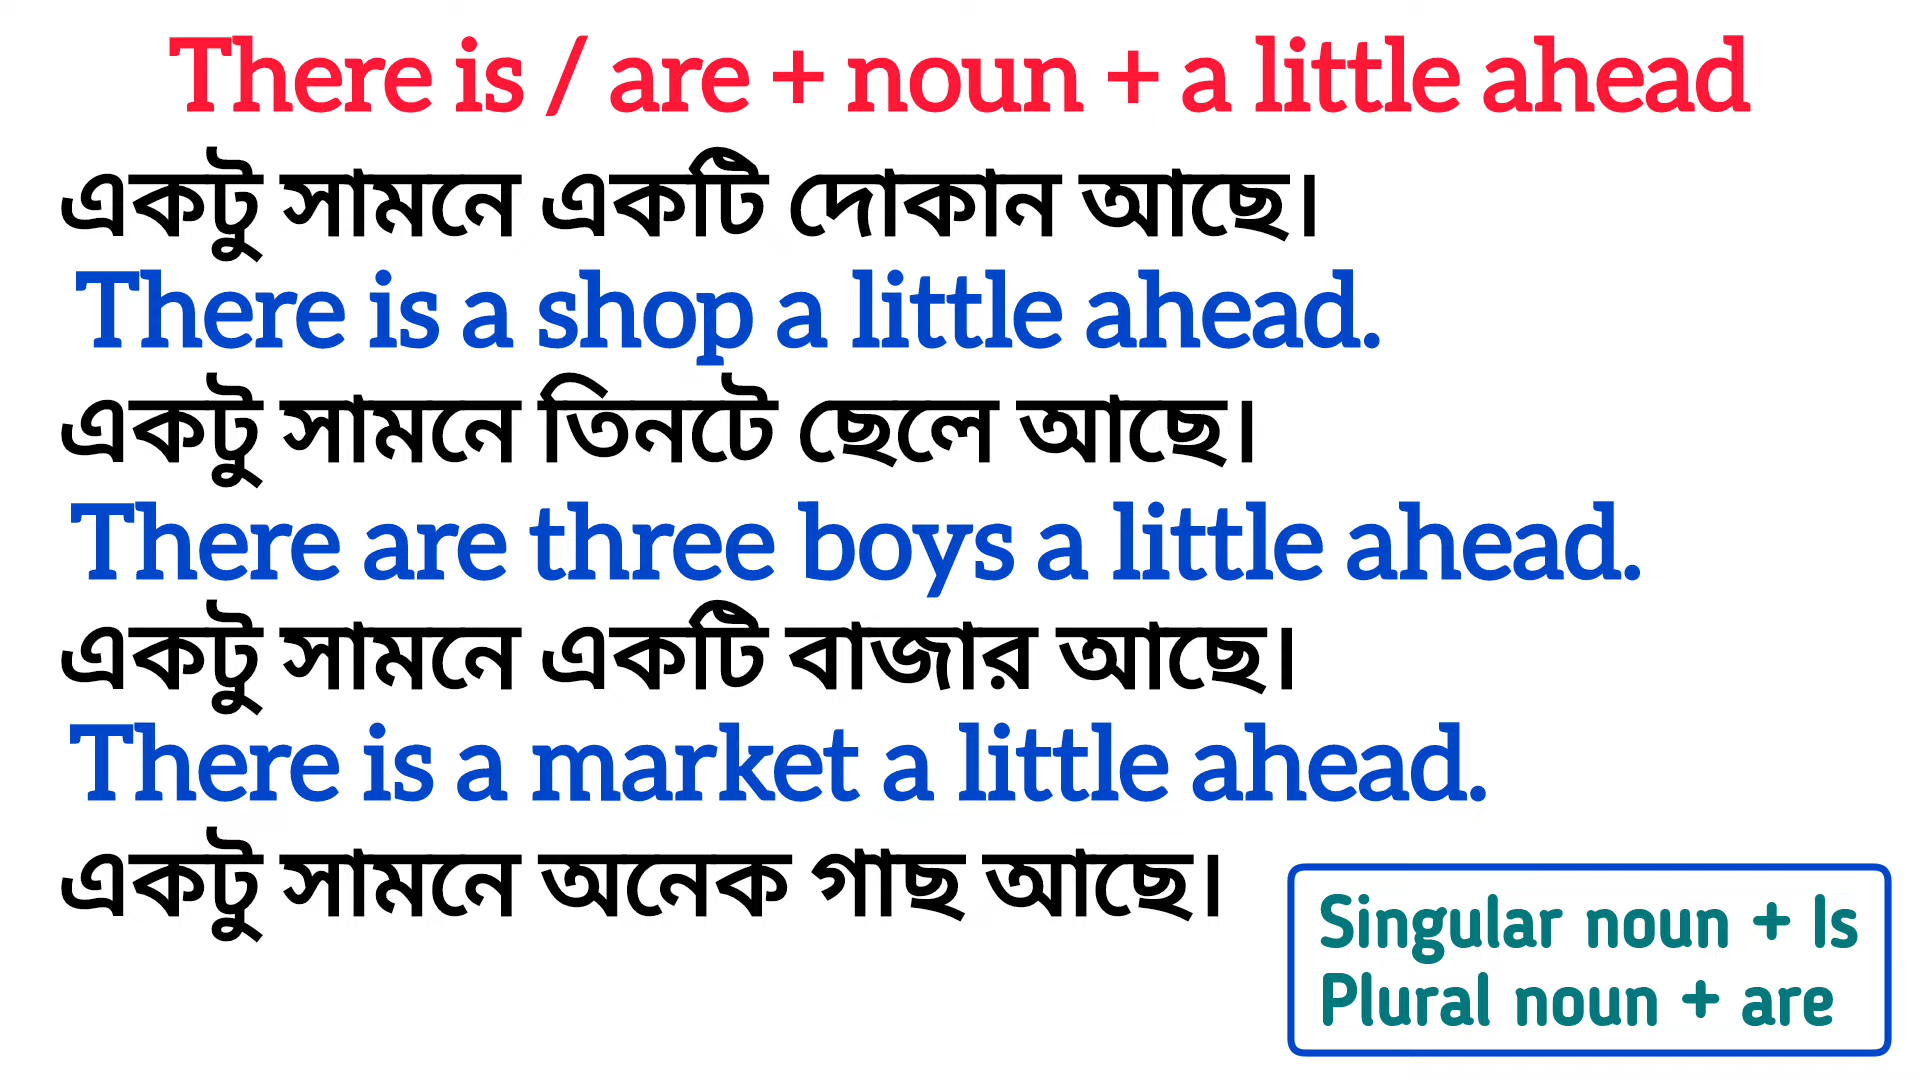 There is / are + noun + a little ahead
একটু সামনে একটি দোকান আছে।
There is a shop a little ahead.
একটু সামনে তিনটে ছেলে আছে।
There are three boys a little ahead.
একটু সামনে একটি বাজার আছে।
There is a market a little ahead.
একটু সামনে অনেক গাছ আছে।
Singular noun + Is
Plural noun + are